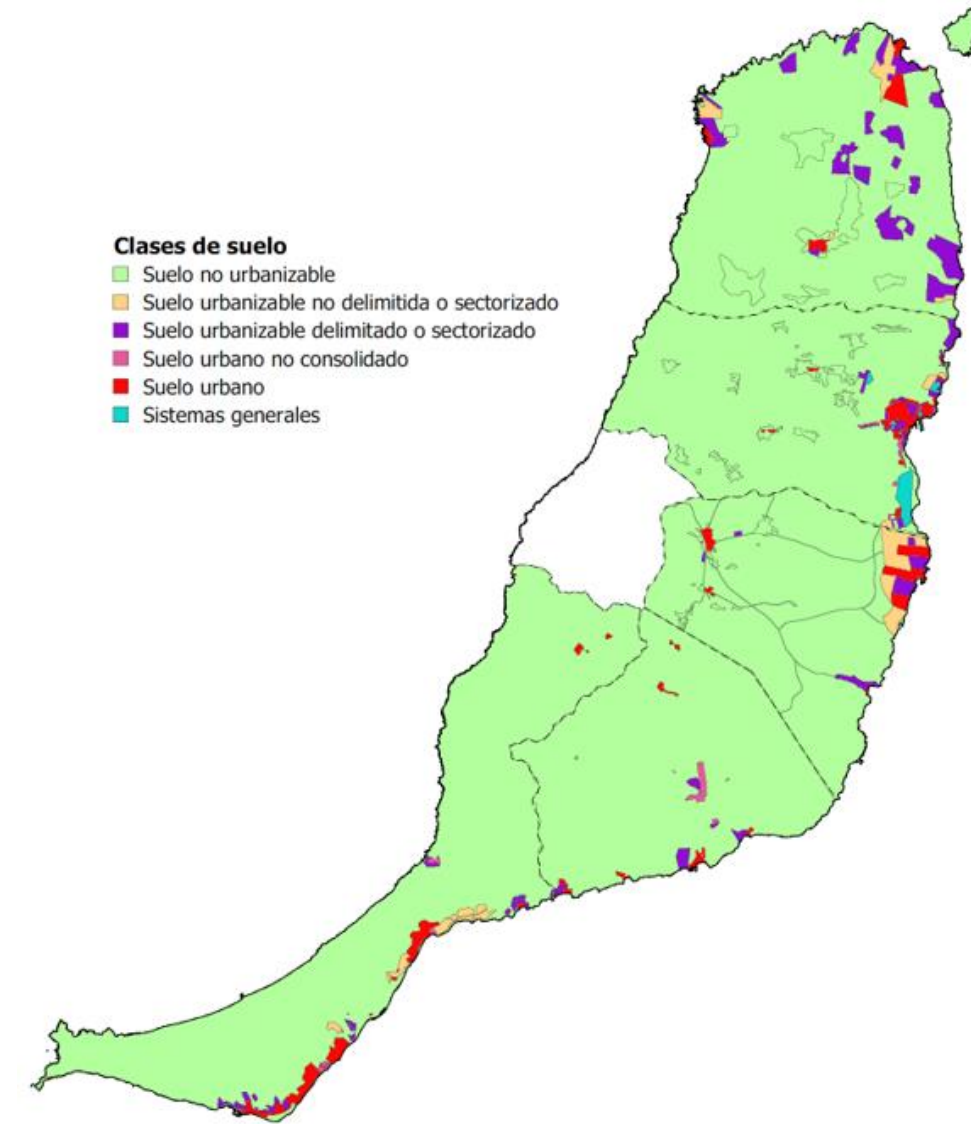 Clases de suelo
Suelo no urbanizable
Suelo urbanizable no delimitida o sectorizado
Suelo urbanizable delimitado o sectorizado
Suelo urbano no consolidado
Suelo urbano
Sistemas generales